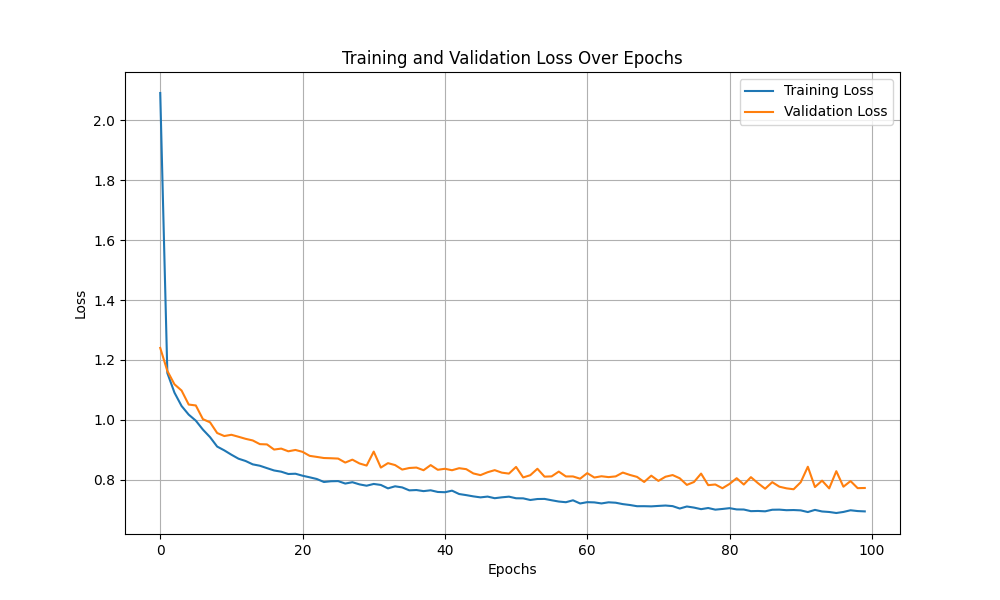 Training and Validation Loss Over Epochs
Training Loss
Validation Loss
2.0
1.8
1.6
1.4
1.2
1.0
0.8
Loss
0
20
40
60
80
100
Epochs